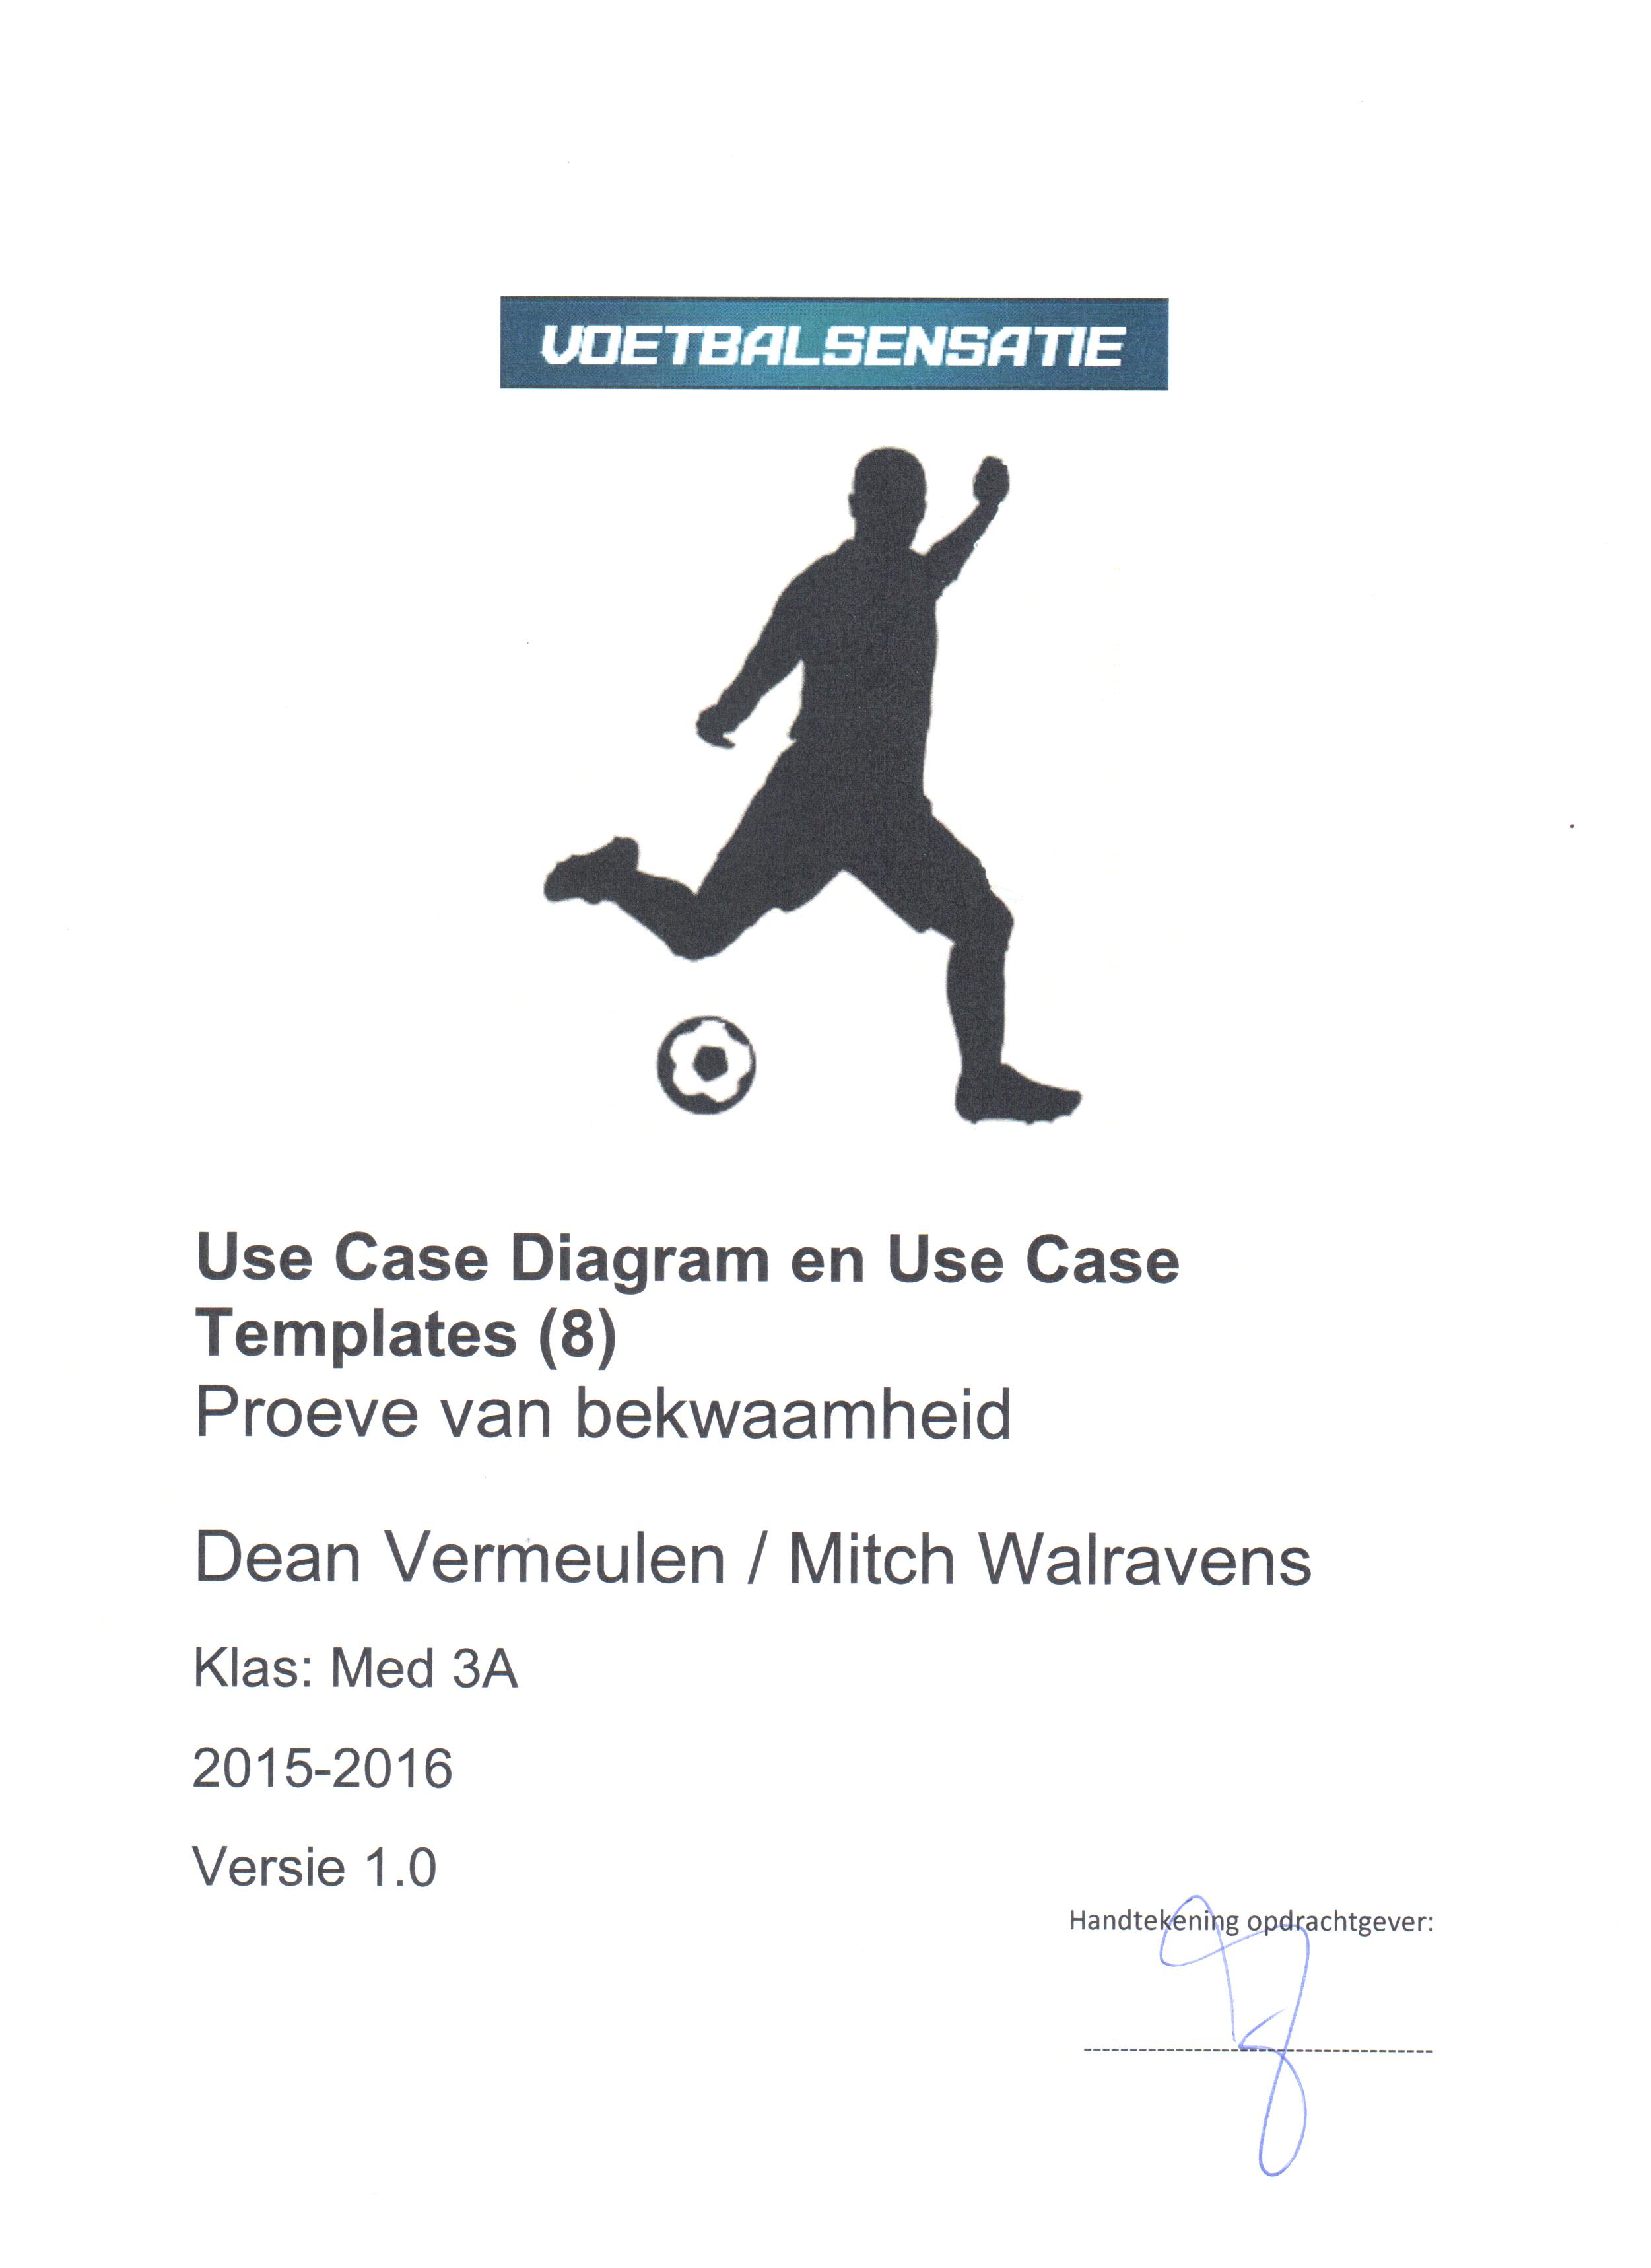 VOETBALSENSATIE
Use Case Diagram en Use Case
Templates (8)
Proeve van bekwaamheid
Dean Vermeulen / Mitch Walravens
Klas: Med 3A
2015-2016
Versie 1.0
Handtekening opdrachtgever: